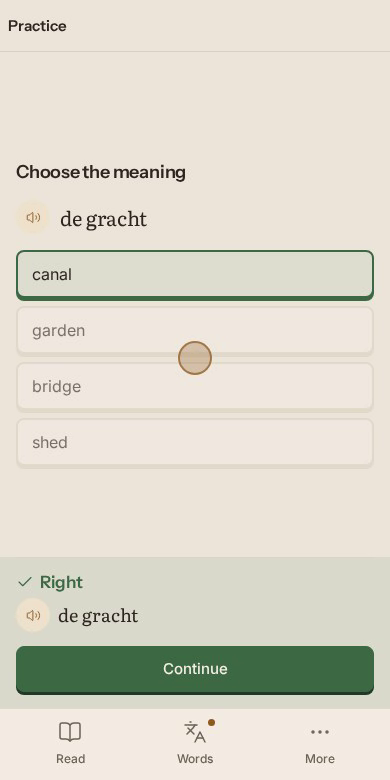 Practice
Choose the meaning
de gracht
canal
garden
bridge
shed
Right
de gracht
Continue
Read
Words
More